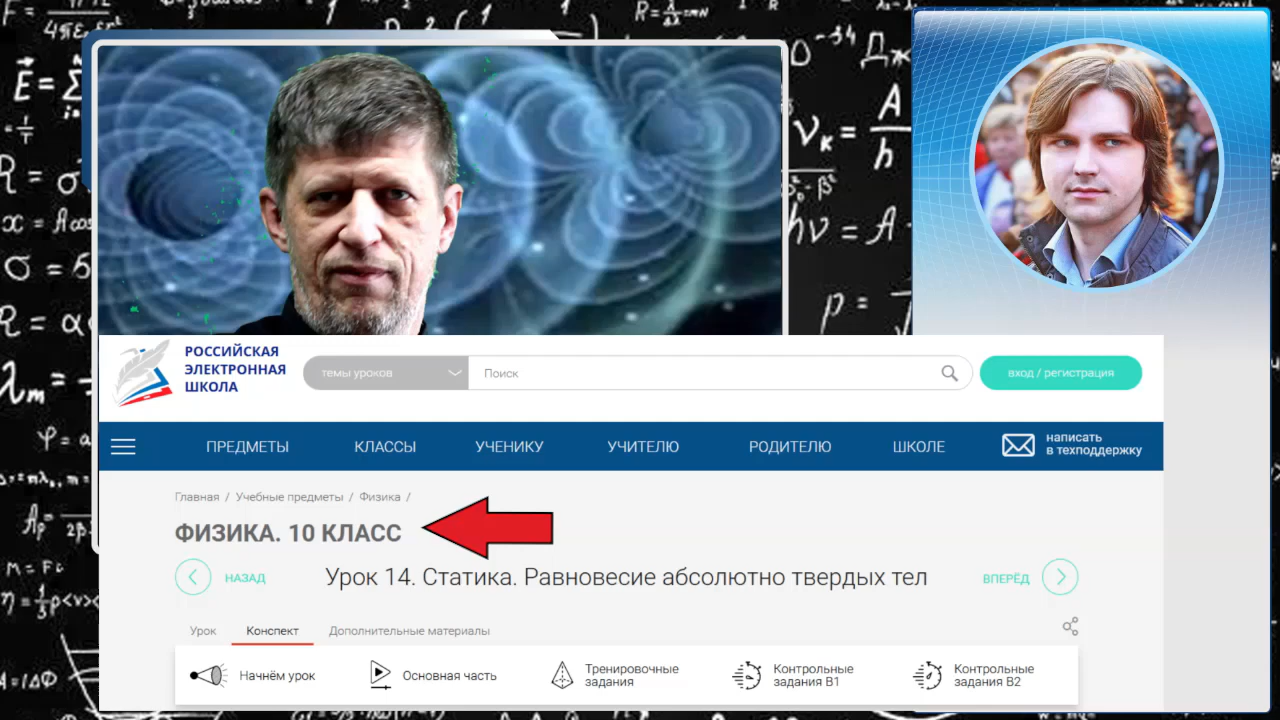 РОССИЙСКАЯ
ЭЛЕКТРОННАЯ
ШКОЛА
темы уроков
Поиск
вход / регистрация
ПРЕДМЕТЫ
КЛАССЫ
УЧЕНИКУ
УЧИТЕЛЮ
РОДИТЕЛЮ
ШКОЛЕ
написать
в техподдержку
Главная / Учебные предметы / Физика /
ФИЗИКА. 10 КЛАСС
НАЗАД
Урок 14. Статика. Равновесие абсолютно твердых тел
ВПЕРЁД
Урок
Конспект
Дополнительные материалы
Начнём урок
Основная часть
Тренировочные
задания
Контрольные
задания В1
Контрольные
задания В2